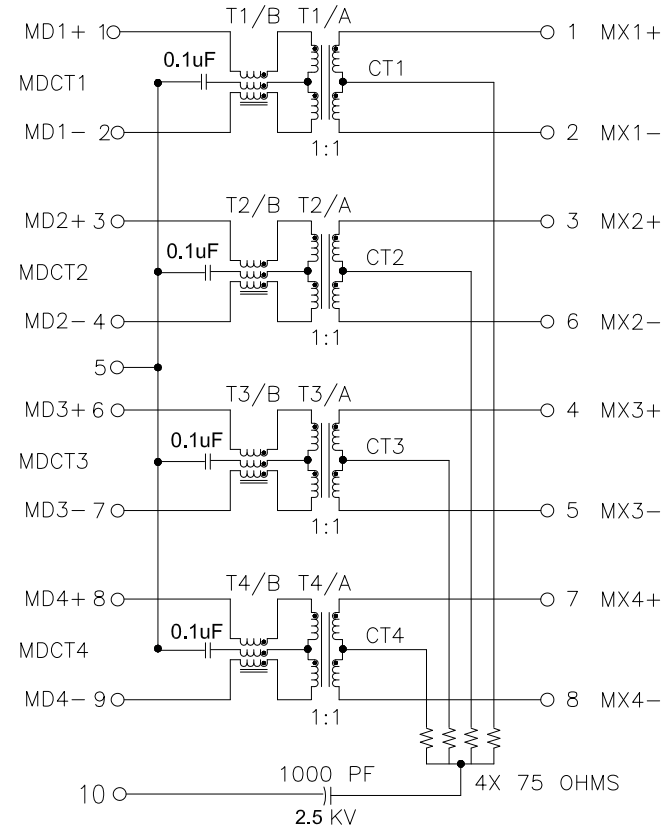 T1/B T1/A
MD1+ 1 1 MX1+
0.1uF
MDCT1 CT1
MD1- 2 2 MX1-
1:1
T2/B T2/A
MD2+ 3 3 MX2+
0.1uF
MDCT2 CT2
MD2- 4 6 MX2-
1:1
5
T3/B T3/A
MD3+ 6 4 MX3+
0.1uF
MDCT3 CT3
MD3- 7 5 MX3-
1:1
T4/B T4/A
MD4+ 8 7 MX4+
0.1uF
MDCT4 CT4
MD4- 9 8 MX4-
1:1
1000 PF 4X 75 OHMS
10
2.5 KV